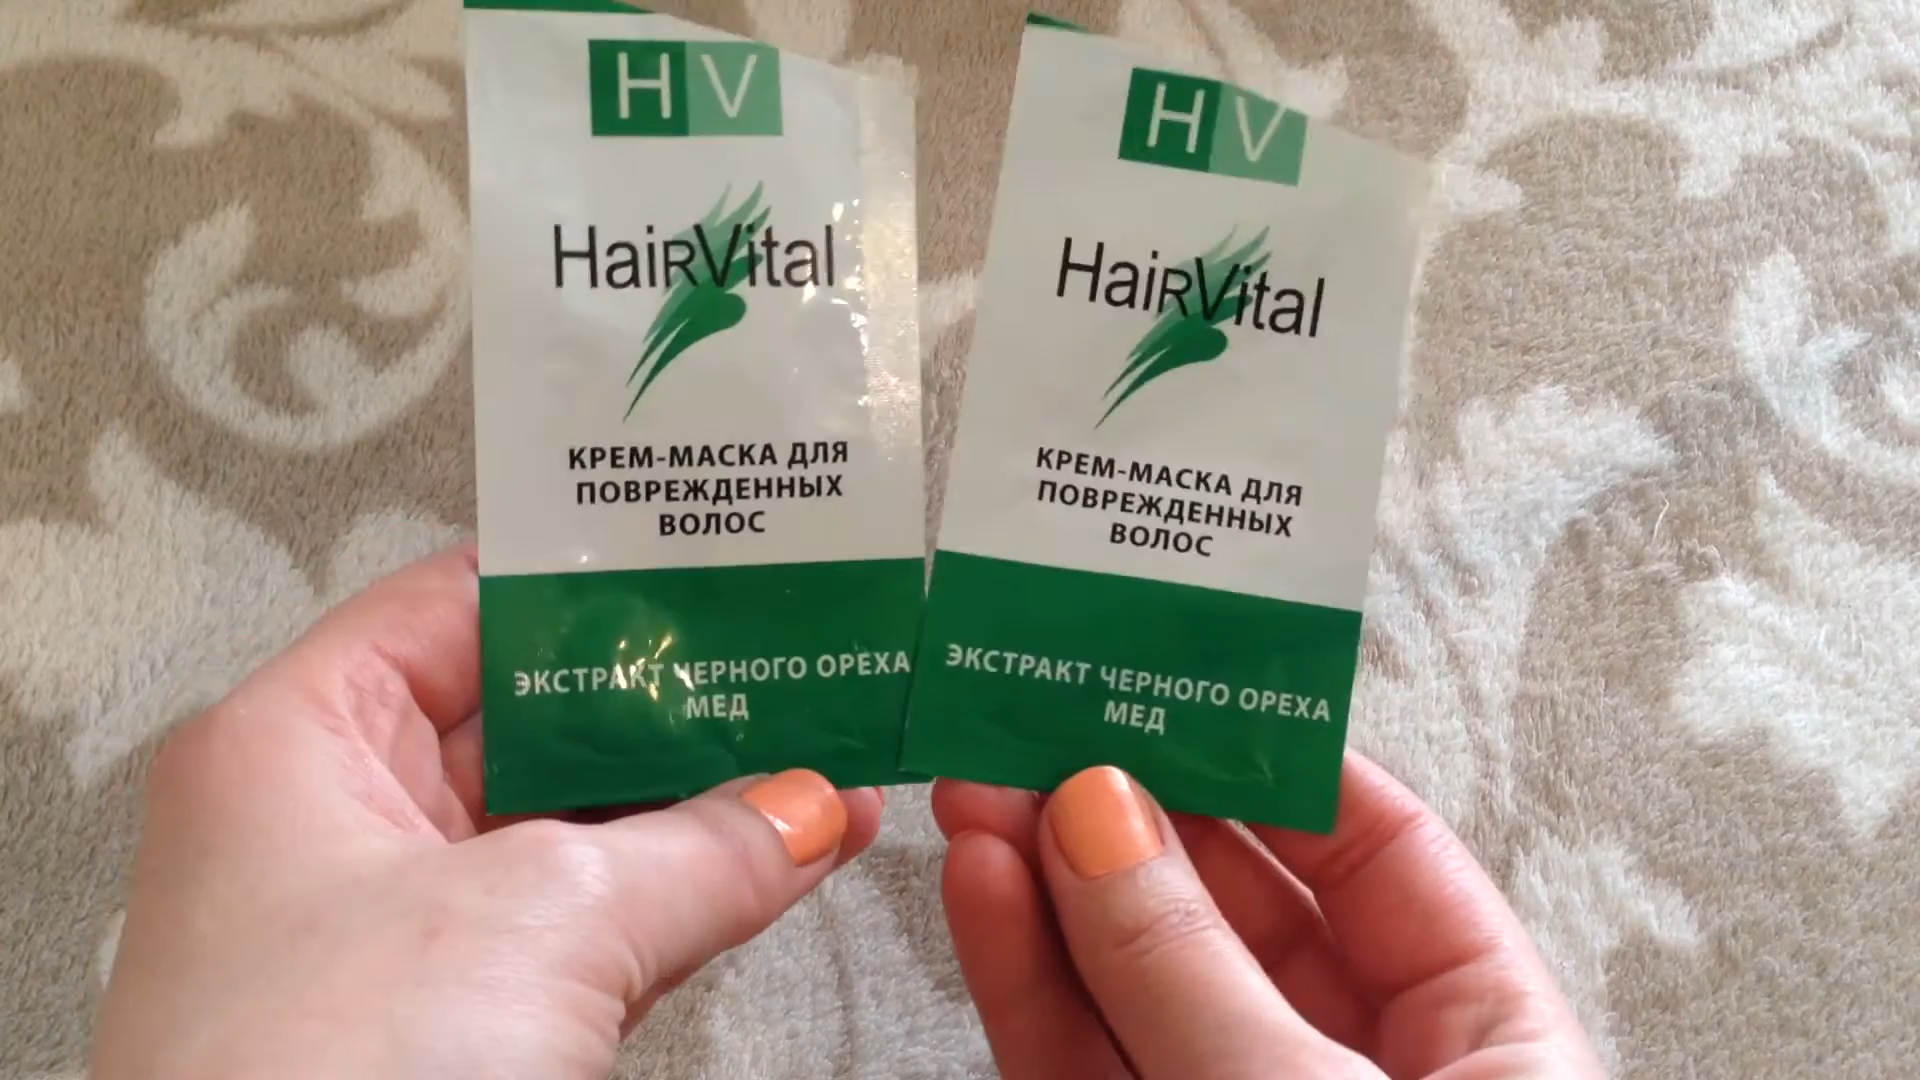 HV
HAIRVital
КРЕМ-МАСКА ДЛЯ
ПОВРЕЖДЕННЫХ
ВОЛОС
ЭКСТРАКТ ЧЕРНОГО ОРЕХА
МЕД
HV
HAIRVital
КРЕМ-МАСКА ДЛЯ
ПОВРЕЖДЕННЫХ
ВОЛОС
ЭКСТРАКТ ЧЕРНОГО ОРЕХА
МЕД